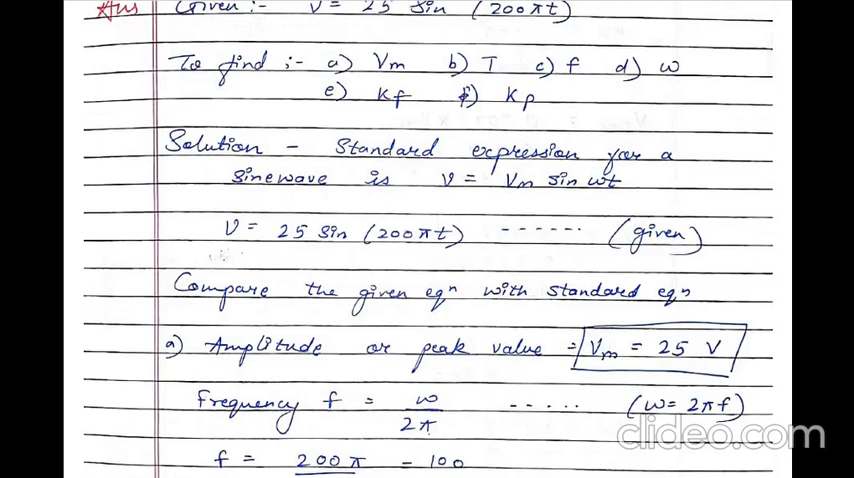 Ans Given :- v = 25 sin (200πt)
To find :- a) Vm b) T c) f d) ω
e) Kf f) Kp
Solution - Standard expression for a
sinewave is v = Vm sin ωt
v = 25 sin (200πt) ------ (given)
Compare the given eqⁿ with standard eqⁿ
a) Amplitude or peak value = Vm = 25 V
Frequency f = ω / 2π ..... (ω = 2πf)
clideo.com
f = 200π = 100